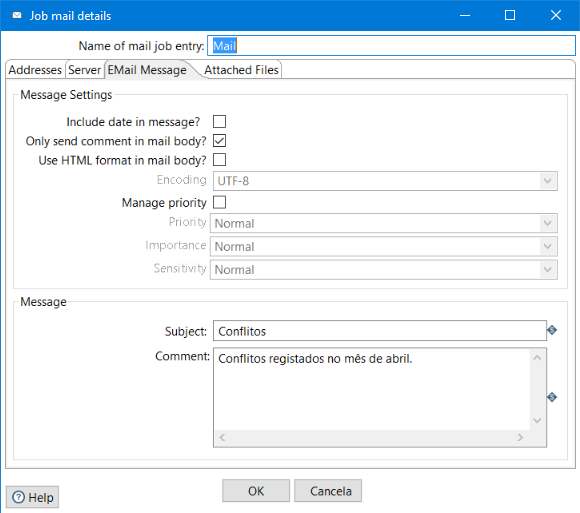 Job mail details
Name of mail job entry: Mail
Addresses Server EMail Message Attached Files
Message Settings
Include date in message?
Only send comment in mail body?
Use HTML format in mail body?
Encoding UTF-8
Manage priority
Priority Normal
Importance Normal
Sensitivity Normal
Message
Subject: Conflitos
Comment: Conflitos registados no mês de abril.
Help OK Cancela